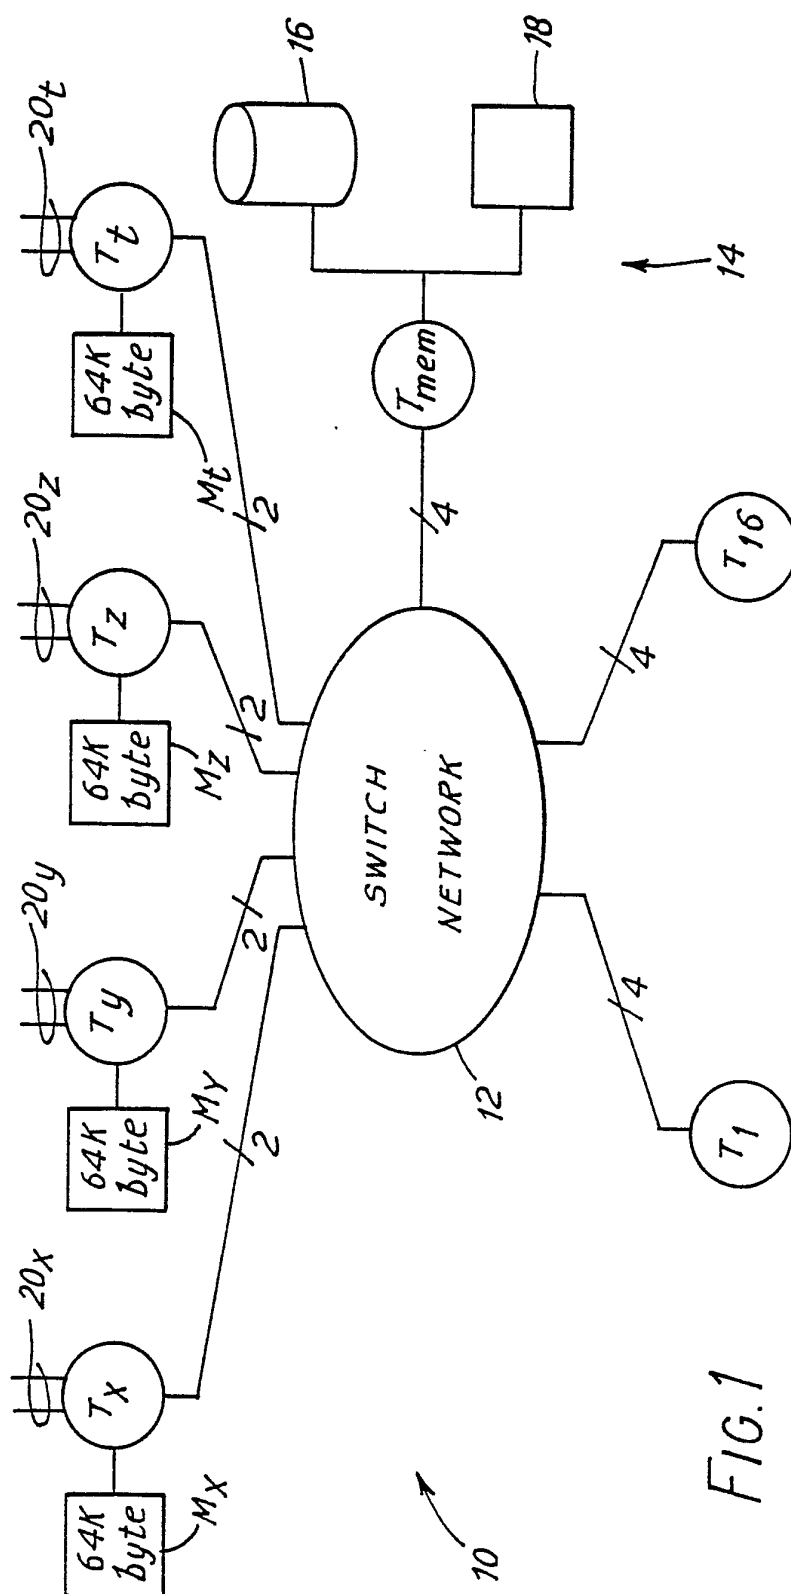 20x
20y
20z
20t
64K
byte
Tx
64K
byte
Ty
64K
byte
Tz
64K
byte
Tt
Mx
MY
Mz
Mt
2
2
2
2
16
SWITCH
NETWORK
4
Tmem
12
18
10
4
4
14
T1
T16
FIG.1